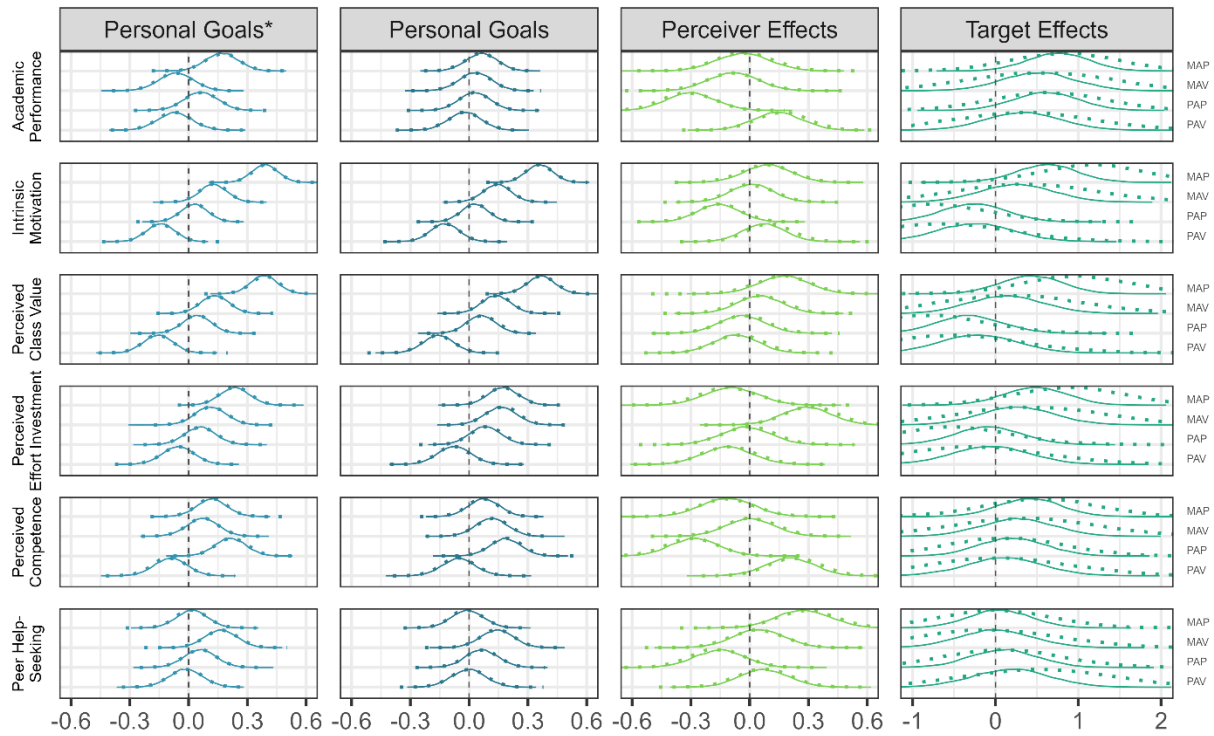 Personal Goals* Personal Goals Perceiver Effects Target Effects
Academic
Performance
MAP
MAV
PAP
PAV
Intrinsic
Motivation
MAP
MAV
PAP
PAV
Perceived
Class Value
MAP
MAV
PAP
PAV
Perceived
Effort Investment
MAP
MAV
PAP
PAV
Perceived
Competence
MAP
MAV
PAP
PAV
Peer Help-
Seeking
MAP
MAV
PAP
PAV
-0.6 -0.3 0.0 0.3 0.6 -0.6 -0.3 0.0 0.3 0.6 -0.6 -0.3 0.0 0.3 0.6 -1 0 1 2